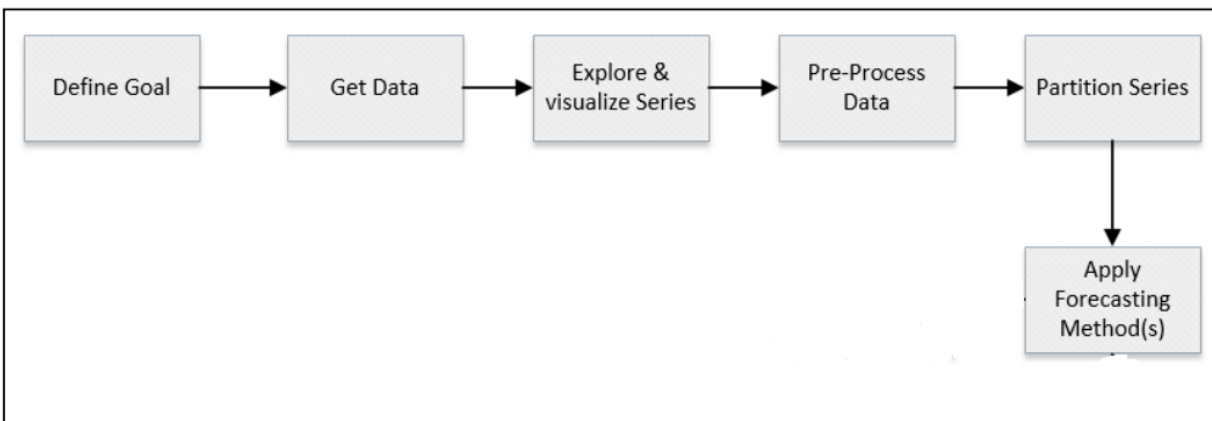 Define Goal
Get Data
Explore &
visualize Series
Pre-Process
Data
Partition Series
Apply
Forecasting
Method(s)